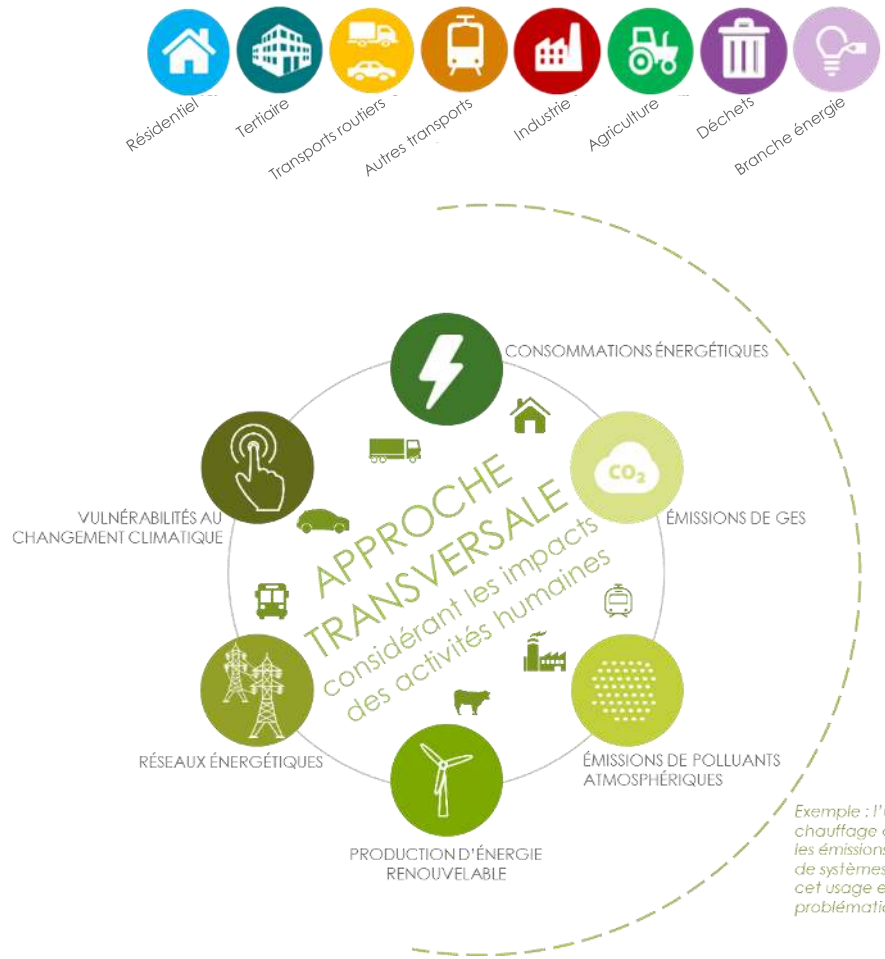 Résidentiel
Tertiaire
Transports routiers
Autres transports
Industrie
Agriculture
Déchets
Branche énergie
CONSOMMATIONS ÉNERGÉTIQUES
CO₂
ÉMISSIONS DE GES
VULNÉRABILITÉS AU
CHANGEMENT CLIMATIQUE
APPROCHE
TRANSVERSALE
considérant les impacts
des activités humaines
RÉSEAUX ÉNERGÉTIQUES
ÉMISSIONS DE POLLUANTS
ATMOSPHÉRIQUES
PRODUCTION D'ÉNERGIE
RENOUVELABLE
Exemple : l'
chauffage
les émissions
de systèmes
cet usage